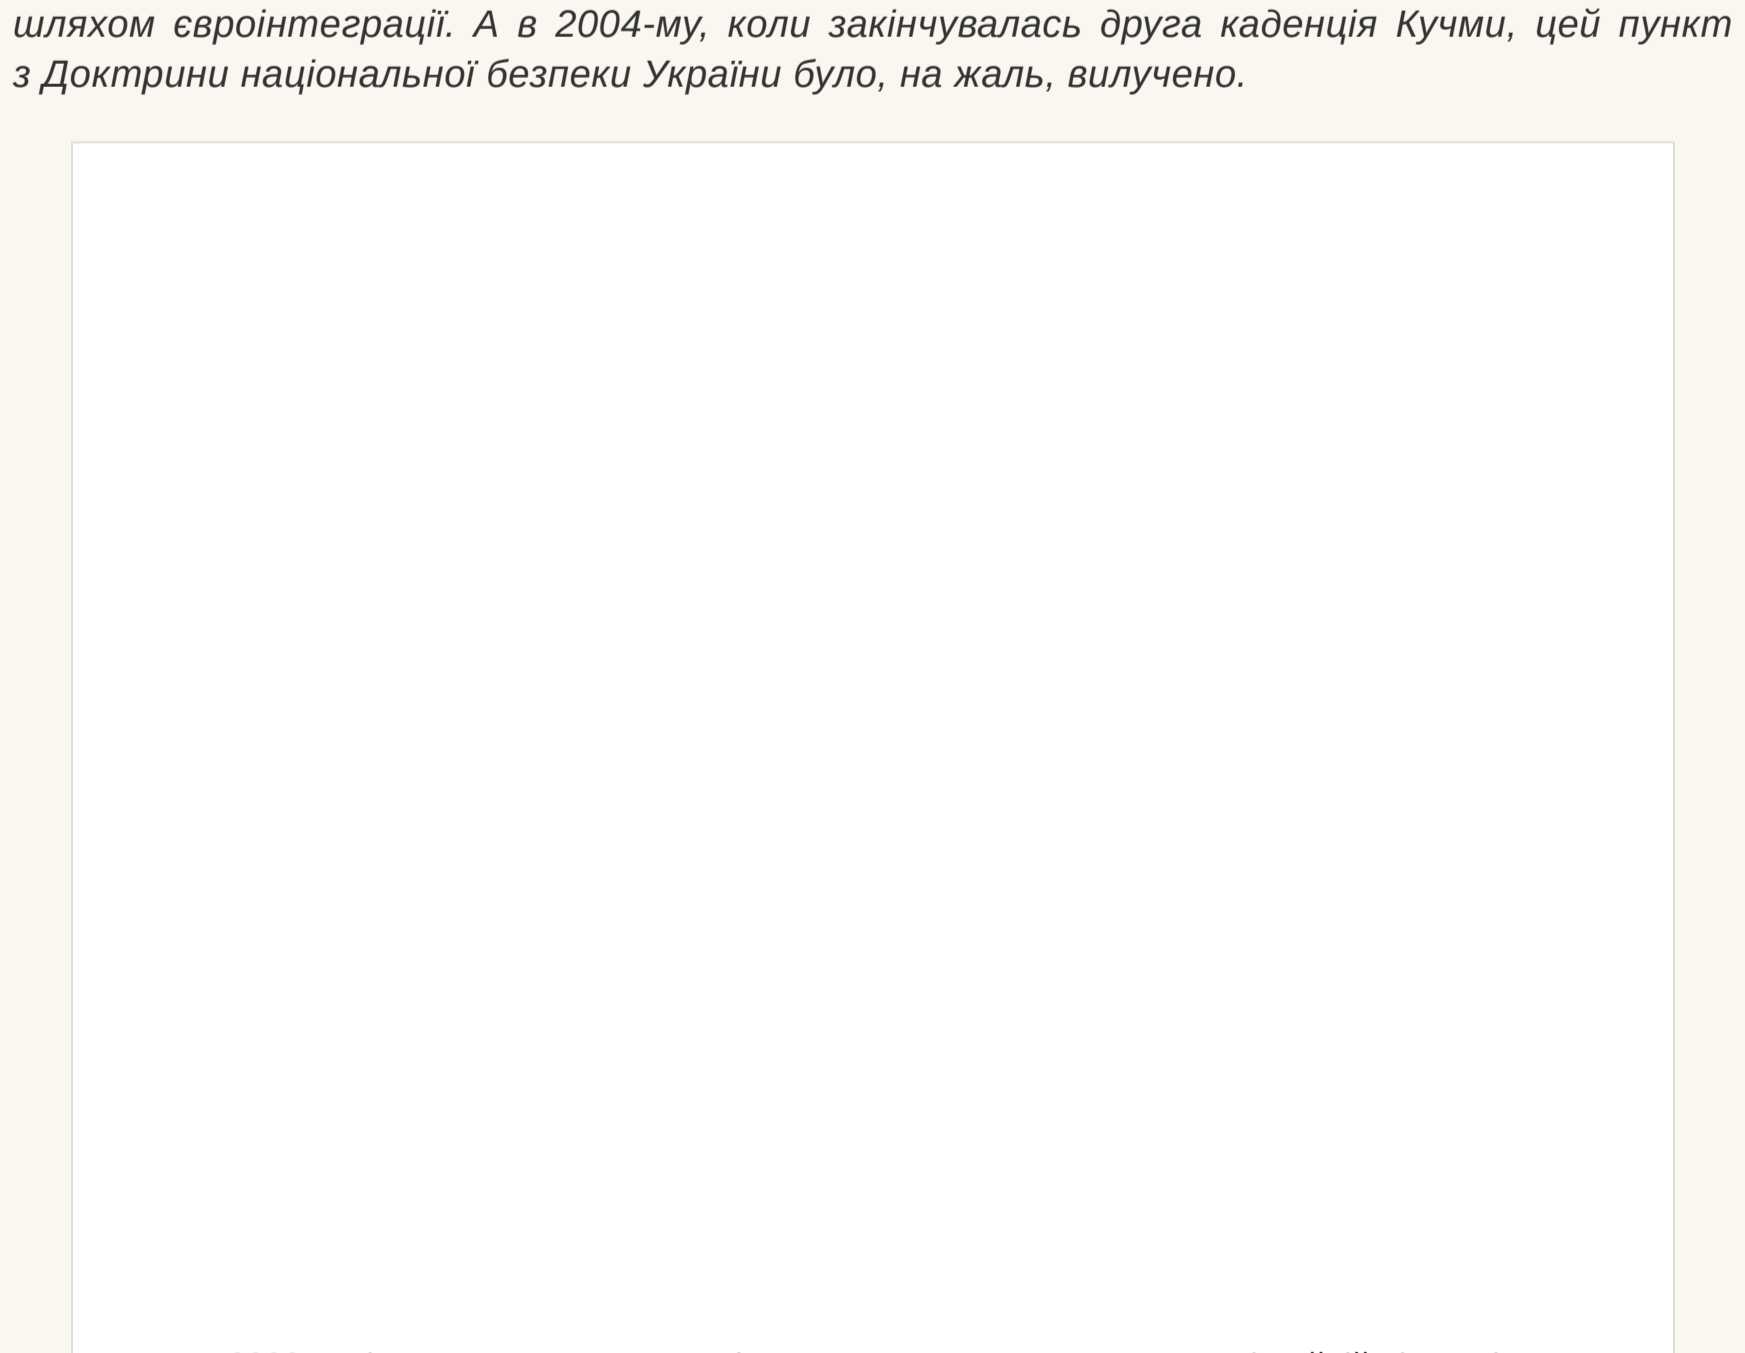 шляхом євроінтеграції. А в 2004-му, коли закінчувалась друга каденція Кучми, цей пункт
з Доктрини національної безпеки України було, на жаль, вилучено.